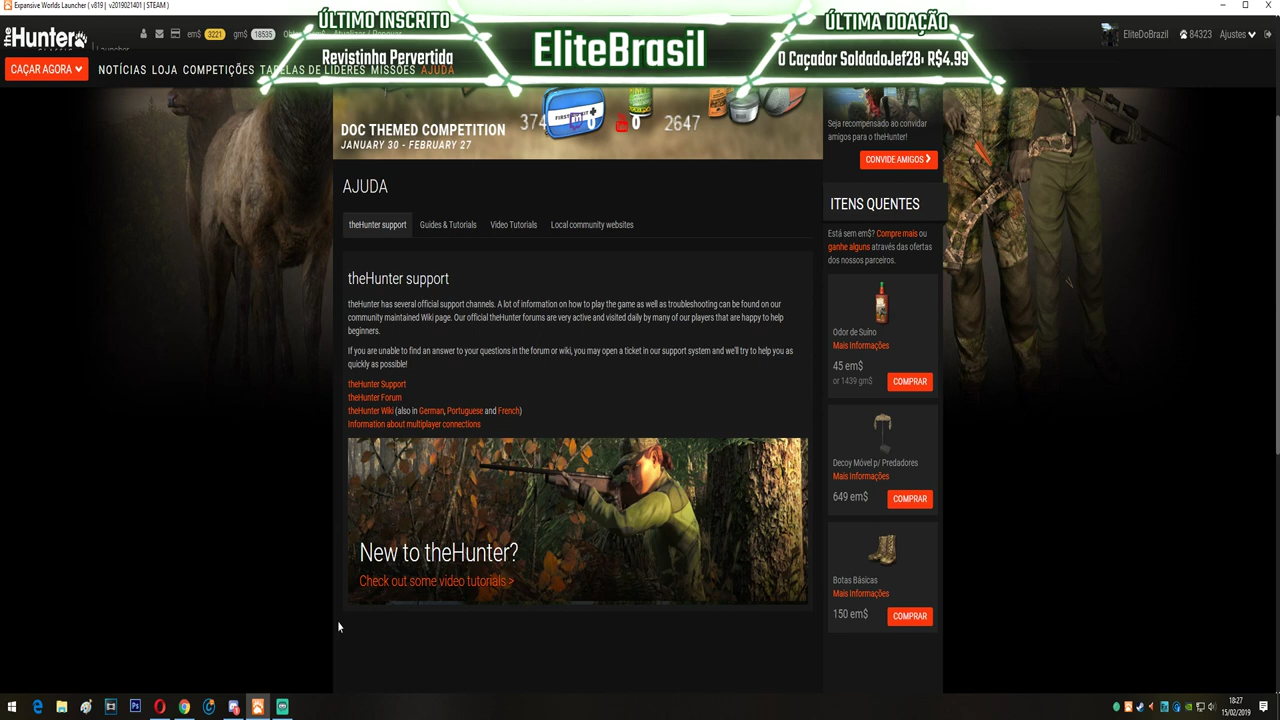 Expansive Worlds Launcher ( v819 | v2019021401 | STEAM )
ÚLTIMO INSCRITO
Revistinha Pervertida
EliteBrasil
ÚLTIMA DOAÇÃO
O Caçador SoldadoJef28: R$4.99
theHunter
em$ 3221 gm$ 18535
EliteDoBrazil 84323 Ajustes
CAÇAR AGORA
NOTÍCIAS LOJA COMPETIÇÕES TABELAS DE LÍDERES MISSÕES AJUDA
374 0 0 2647
DOC THEMED COMPETITION
JANUARY 30 - FEBRUARY 27
AJUDA
theHunter support Guides & Tutorials Video Tutorials Local community websites
theHunter support
theHunter has several official support channels. A lot of information on how to play the game as well as troubleshooting can be found on our
community maintained Wiki page. Our official theHunter forums are very active and visited daily by many of our players that are happy to help
beginners.
If you are unable to find an answer to your questions in the forum or wiki, you may open a ticket in our support system and we'll try to help you as
quickly as possible!
theHunter Support
theHunter Forum
theHunter Wiki (also in German, Portuguese and French)
Information about multiplayer connections
New to theHunter?
Check out some video tutorials >
Seja recompensado ao convidar
amigos para o theHunter!
CONVIDE AMIGOS
ITENS QUENTES
Está sem em$? Compre mais ou
ganhe alguns através das ofertas
dos nossos parceiros.
Odor de Suíno
Mais Informações
45 em$
or 1439 gm$
COMPRAR
Decoy Móvel p/ Predadores
Mais Informações
649 em$
COMPRAR
Botas Básicas
Mais Informações
150 em$
COMPRAR
18:27
15/02/2019